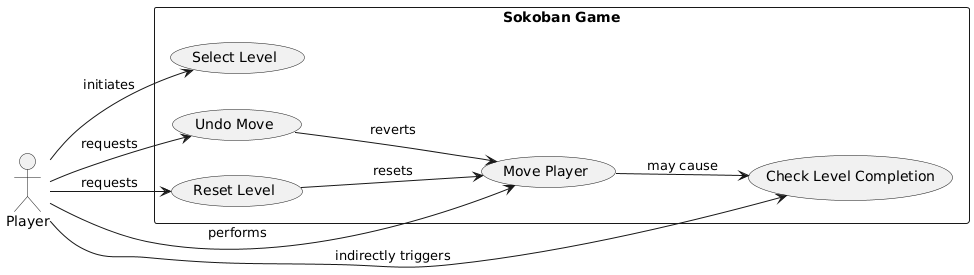 Sokoban Game
Select Level
initiates
Undo Move
reverts
requests
Reset Level
resets
requests
Move Player
may cause
Check Level Completion
Player
performs
indirectly triggers